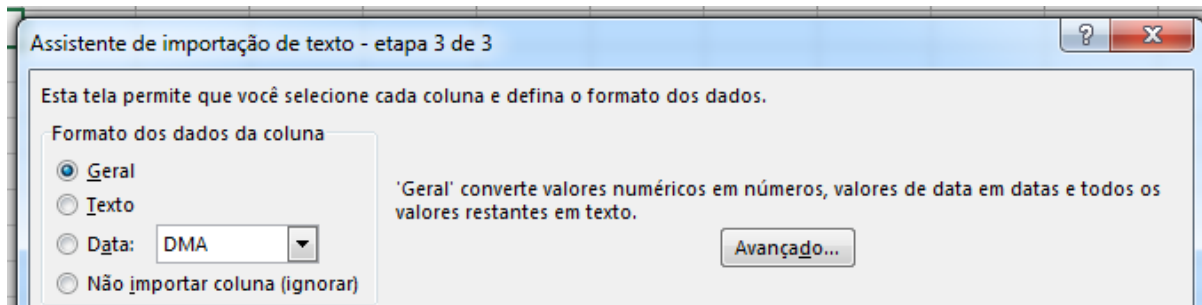 Assistente de importação de texto - etapa 3 de 3
Esta tela permite que você selecione cada coluna e defina o formato dos dados.
Formato dos dados da coluna
Geral
Texto
Data: DMA
Não importar coluna (ignorar)
'Geral' converte valores numéricos em números, valores de data em datas e todos os
valores restantes em texto.
Avançado...